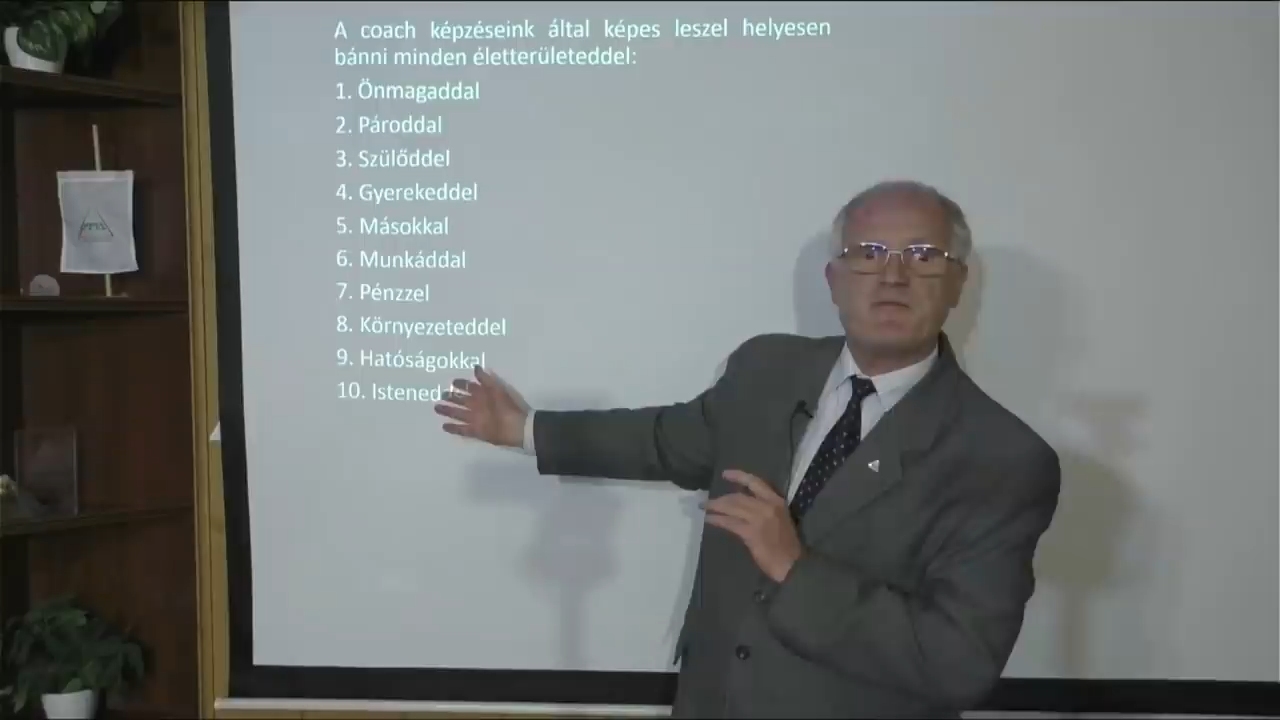 A coach képzéseink által képes leszel helyesen
bánni minden életterületeddel:
1. Önmagaddal
2. Pároddal
3. Szülőddel
4. Gyerekeddel
5. Másokkal
6. Munkáddal
7. Pénzzel
8. Környezeteddel
9. Hatóságokkal
10. Isteneddel